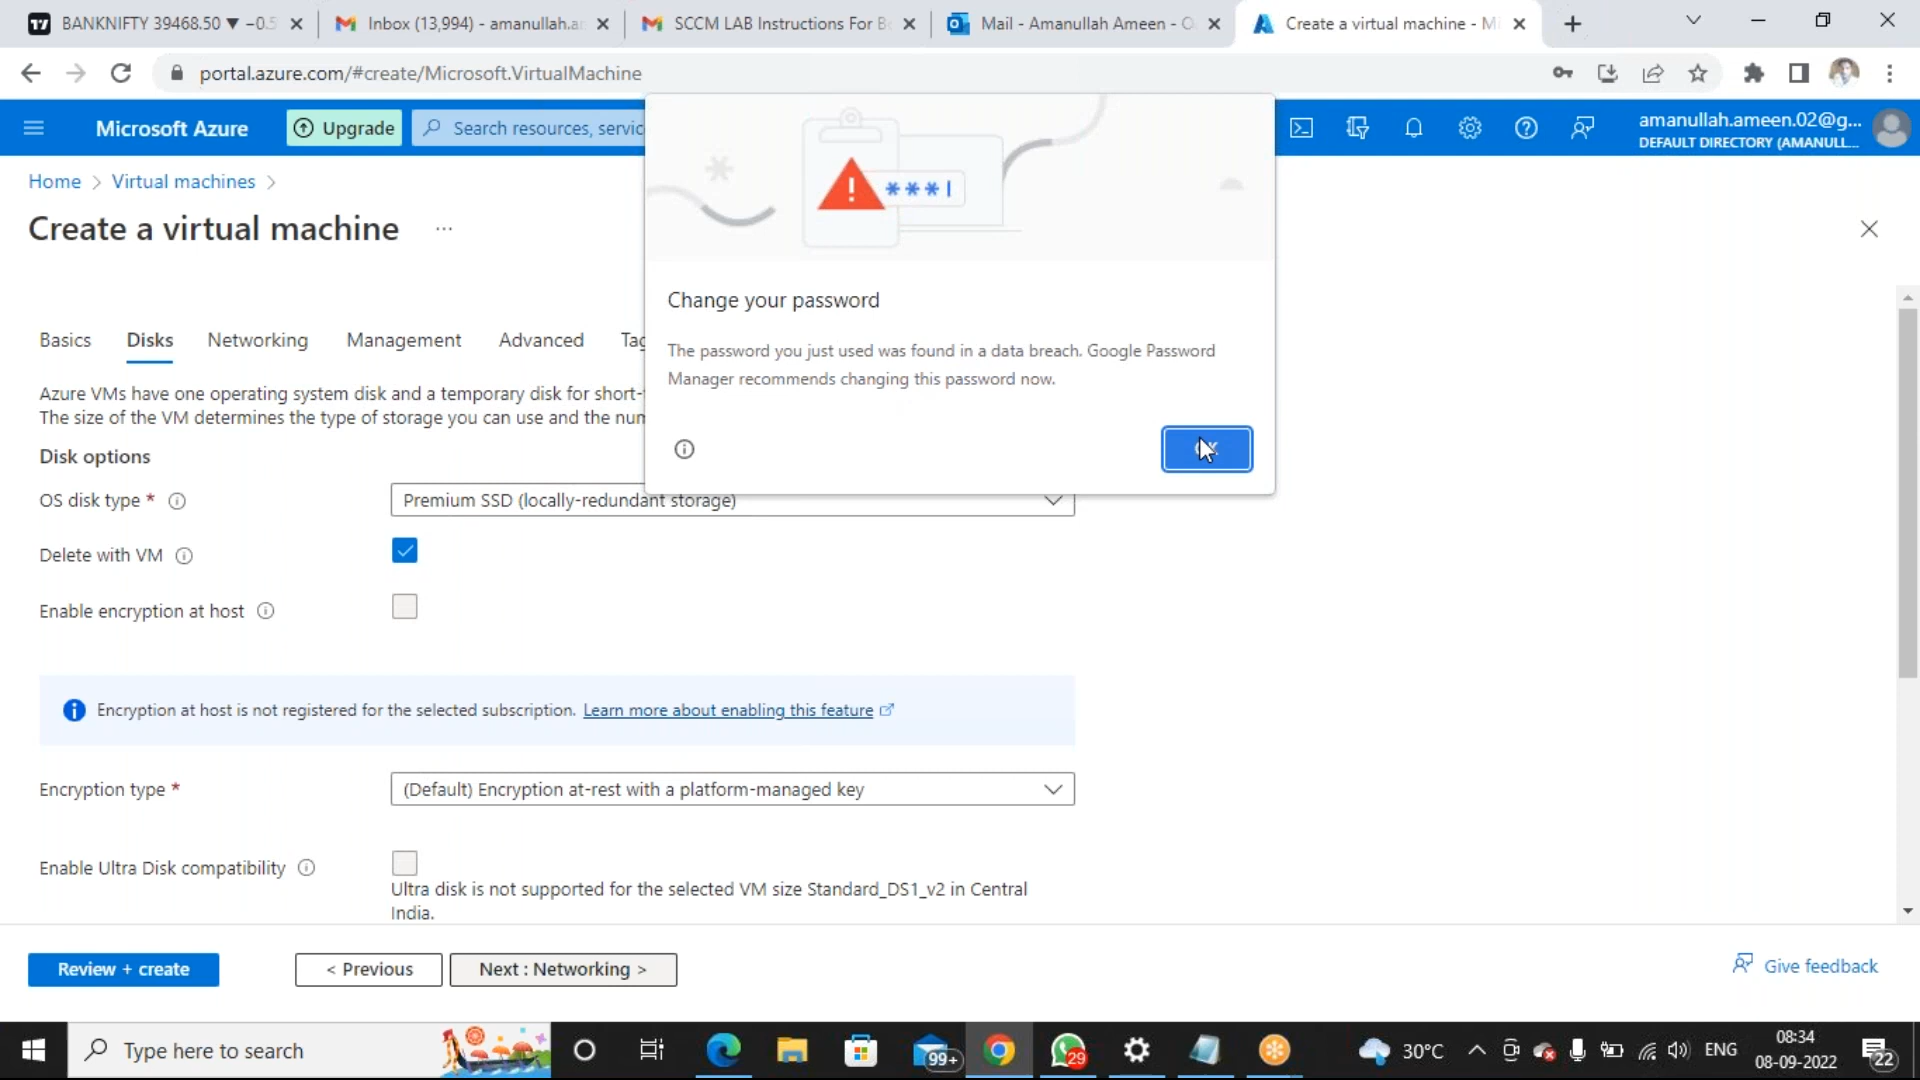 BANKNIFTY 39468.50 ▼ −0.5
Inbox (13,994) - amanullah.a
SCCM LAB Instructions For B
Mail - Amanullah Ameen - O
Create a virtual machine - M
portal.azure.com/#create/Microsoft.VirtualMachine
Microsoft Azure
Upgrade
Search resources, servic
amanullah.ameen.02@g...
DEFAULT DIRECTORY (AMANULL...
Home > Virtual machines >
Create a virtual machine ...
***|
Change your password
The password you just used was found in a data breach. Google Password
Manager recommends changing this password now.
Basics Disks Networking Management Advanced Tag
Azure VMs have one operating system disk and a temporary disk for short-
The size of the VM determines the type of storage you can use and the num
Disk options
OS disk type *
Premium SSD (locally-redundant storage)
Delete with VM
Enable encryption at host
Encryption at host is not registered for the selected subscription. Learn more about enabling this feature
Encryption type *
(Default) Encryption at-rest with a platform-managed key
Enable Ultra Disk compatibility
Ultra disk is not supported for the selected VM size Standard_DS1_v2 in Central
India.
Review + create
< Previous
Next : Networking >
Give feedback
Type here to search
99+
29
30°C
ENG
08:34
08-09-2022
22